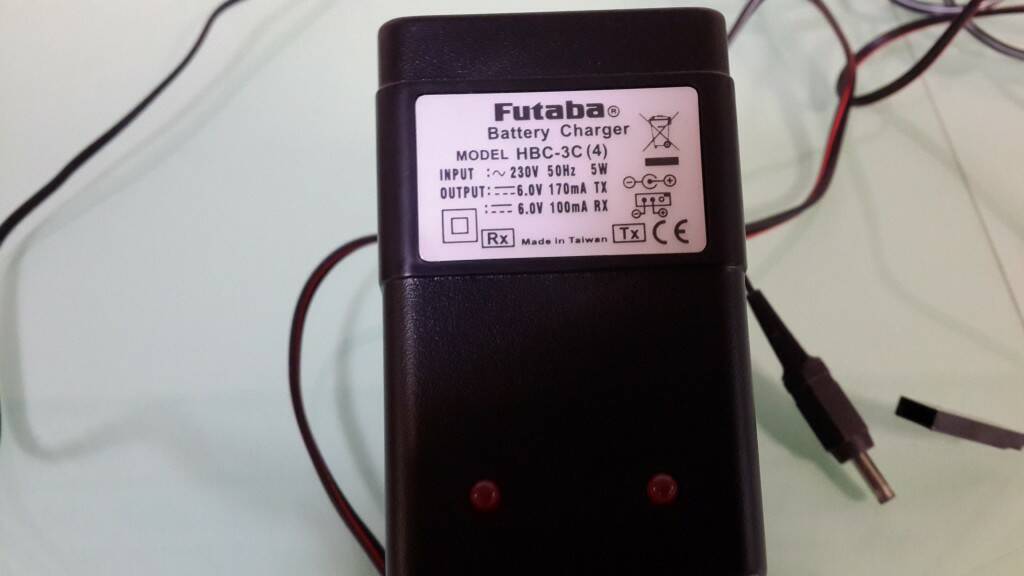 Futaba®
Battery Charger
MODEL HBC-3C(4)
INPUT :~ 230V 50Hz 5W
OUTPUT: ⎓ 6.0V 170mA TX
: ⎓ 6.0V 100mA RX
Rx Made in Taiwan Tx CE